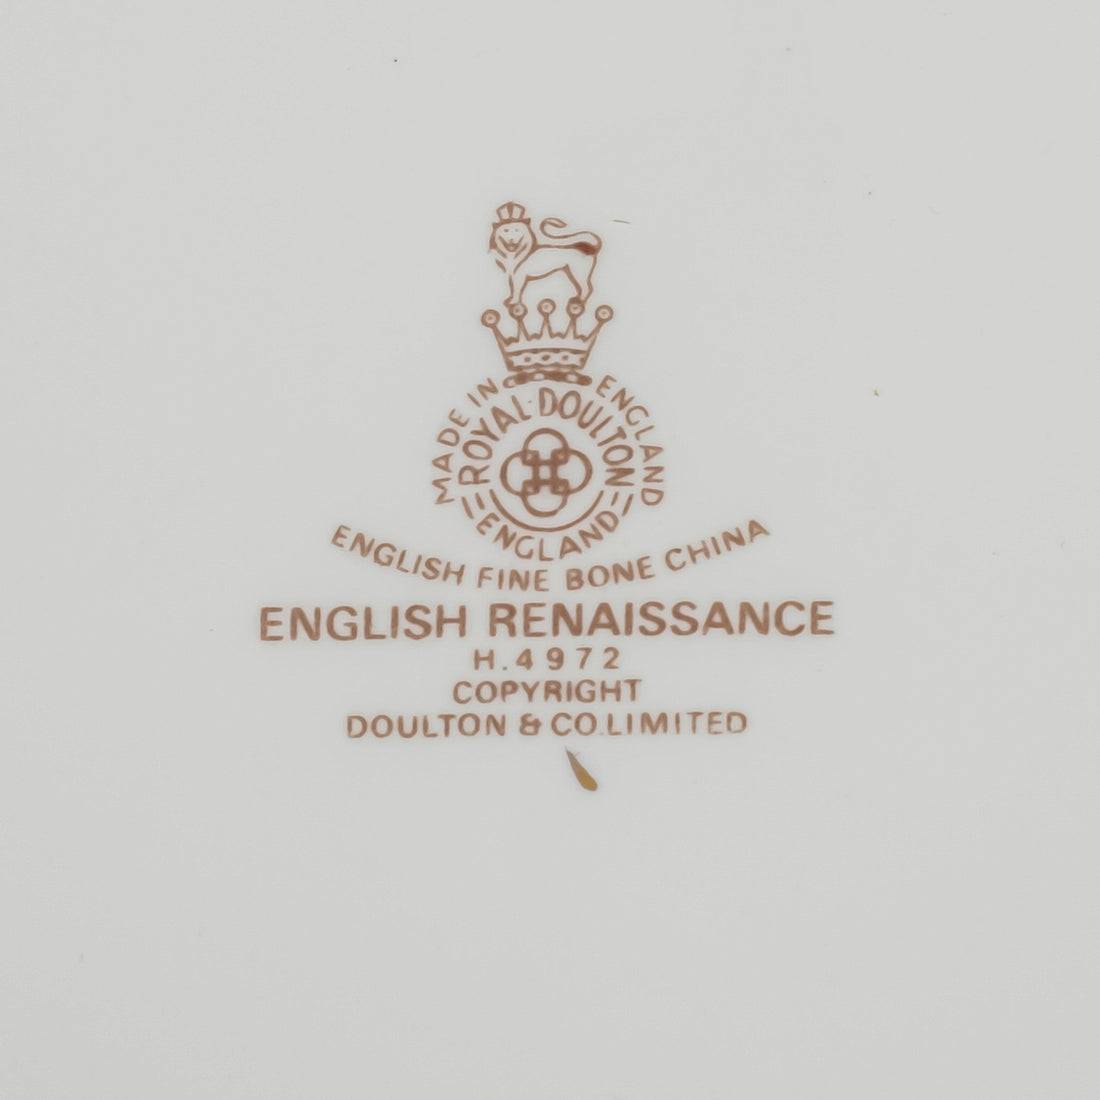 MADE IN ENGLAND
ROYAL DOULTON
ENGLAND
ENGLISH FINE BONE CHINA
ENGLISH RENAISSANCE
H.4972
COPYRIGHT
DOULTON & CO.LIMITED